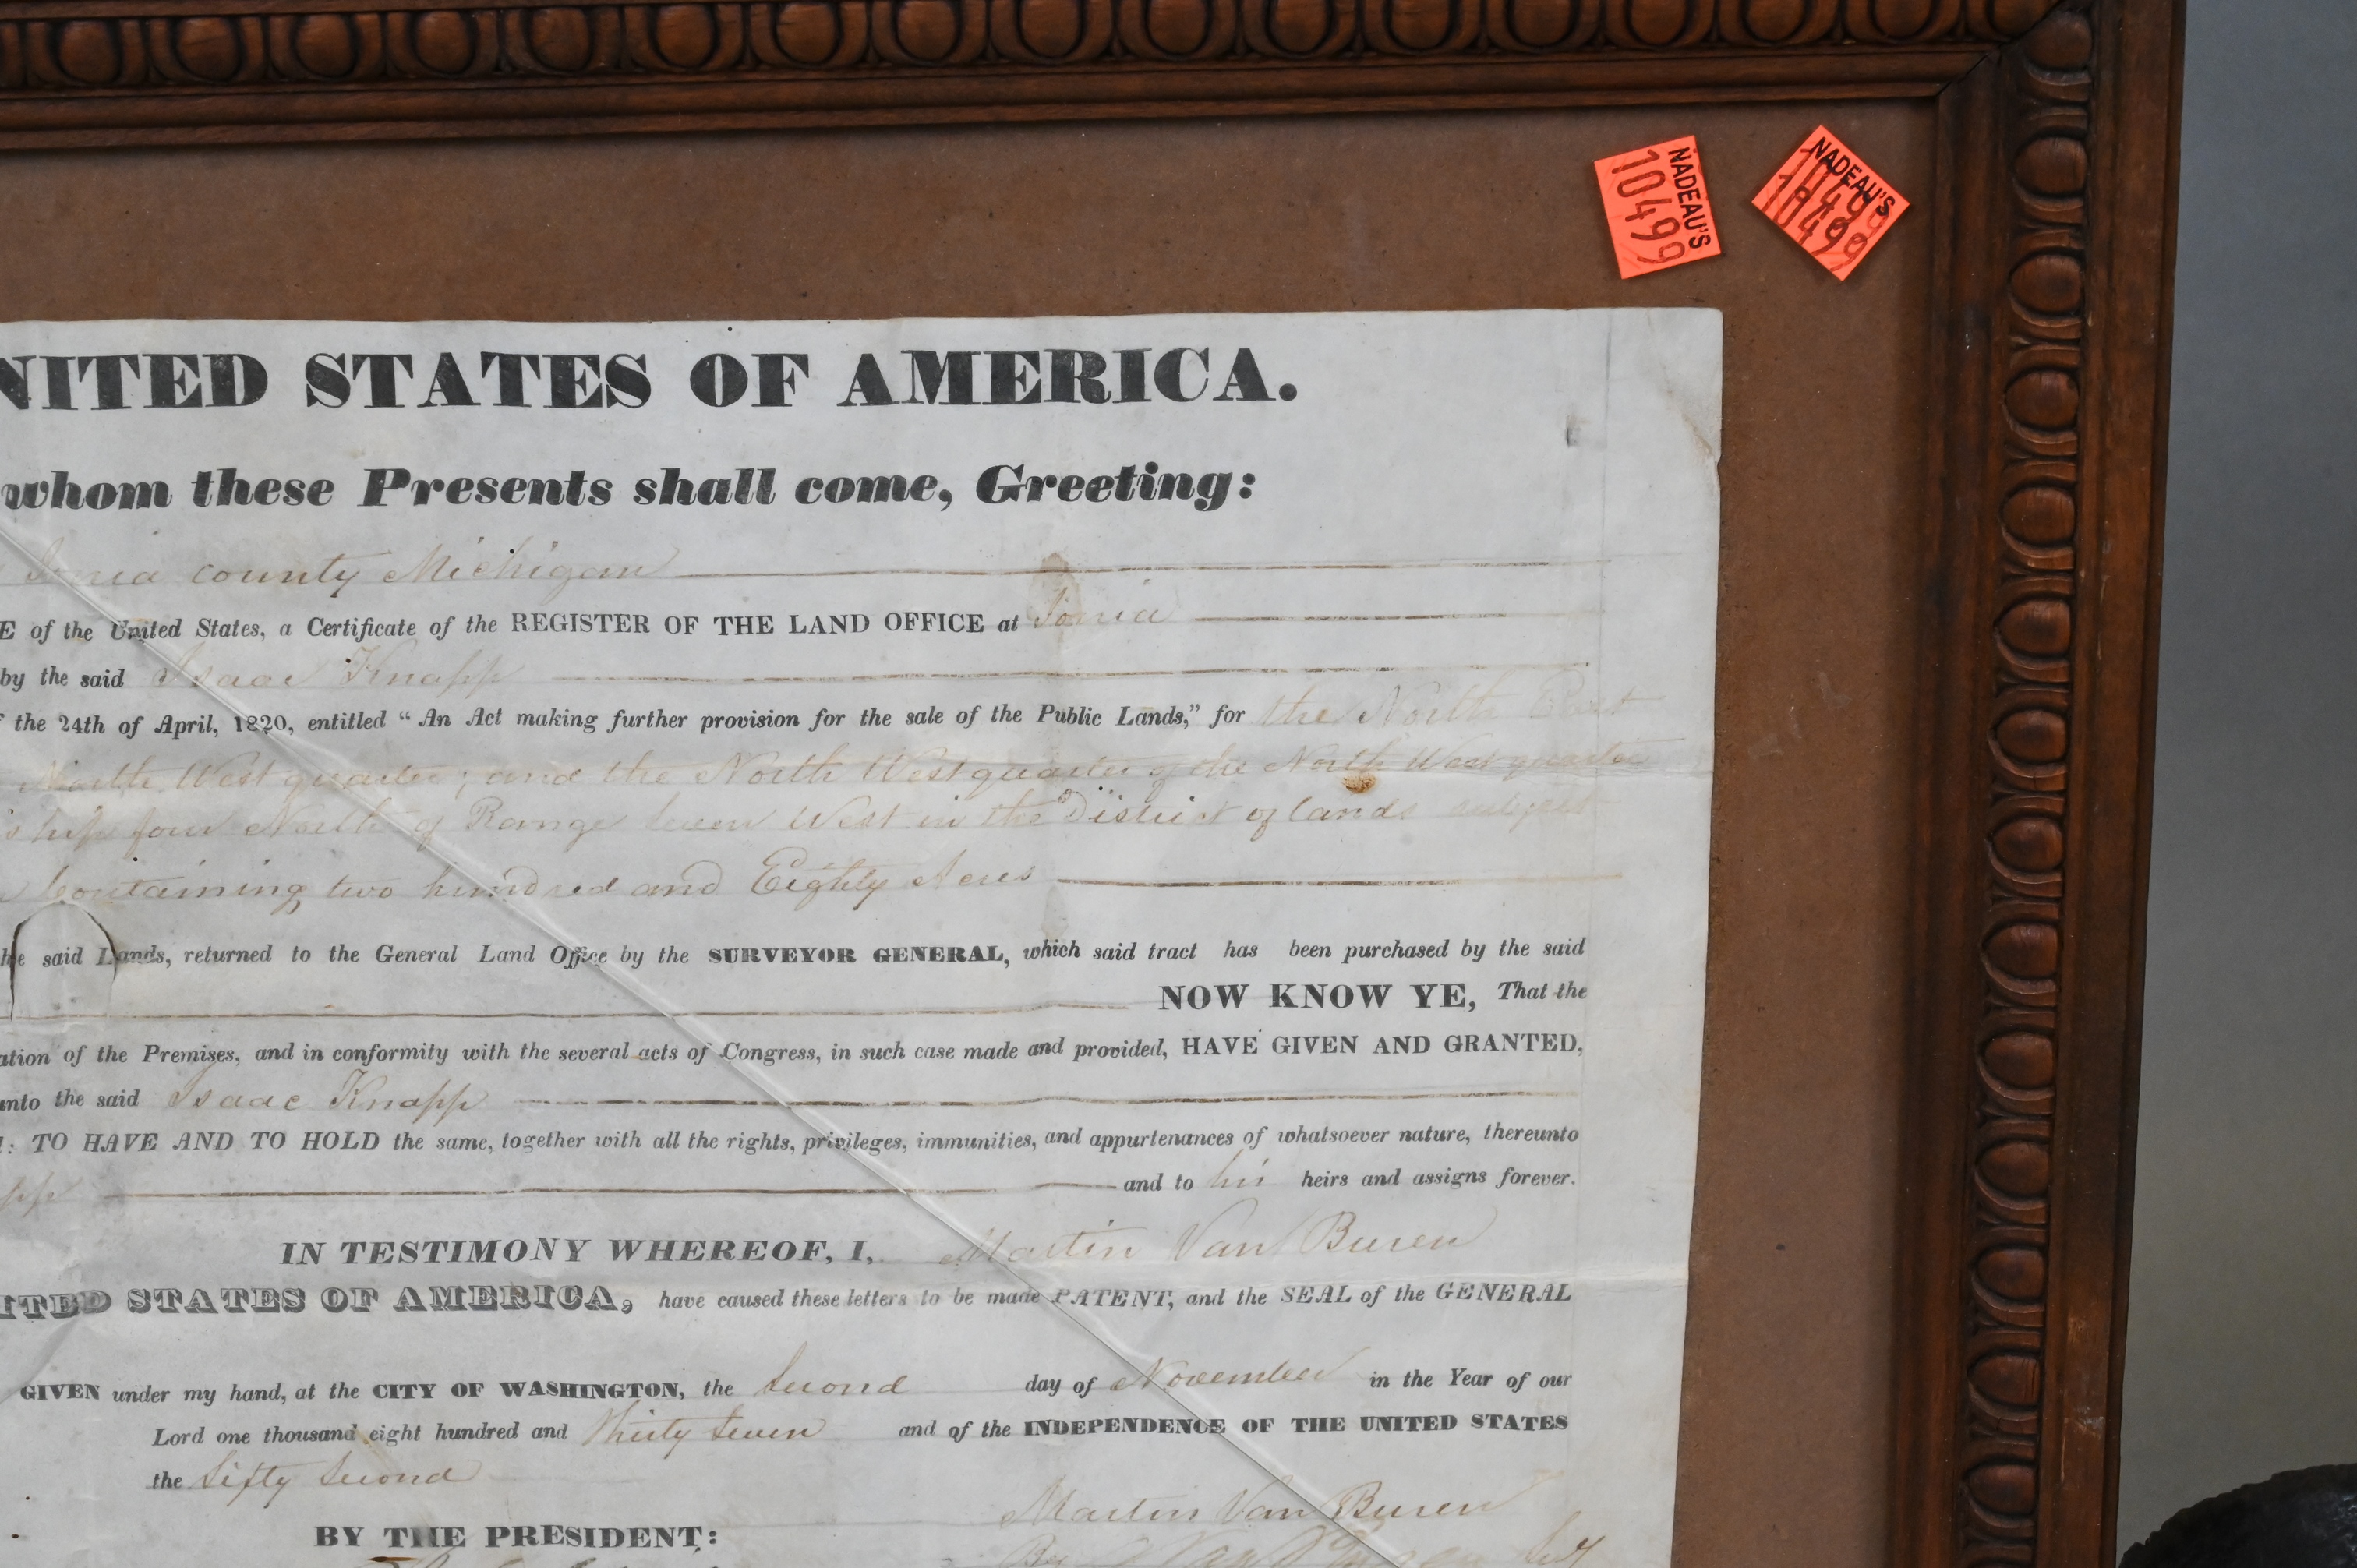 NADEAU'S
10499
NADEAU'S
10499
NITED STATES OF AMERICA.
whom these Presents shall come, Greeting:
Ionia county Michigan
E of the United States, a Certificate of the REGISTER OF THE LAND OFFICE at Ionia
by the said Isaac Knapp
the 24th of April, 1820, entitled “An Act making further provision for the sale of the Public Lands,” for the North East
North West quarter; and the North West quarter of the North West quarter
ship four North of Range seven West in the District of lands subject
Containing two hundred and Eighty Acres
he said Lands, returned to the General Land Office by the SURVEYOR GENERAL, which said tract has been purchased by the said
NOW KNOW YE, That the
ation of the Premises, and in conformity with the several acts of Congress, in such case made and provided, HAVE GIVEN AND GRANTED,
unto the said Isaac Knapp
: TO HAVE AND TO HOLD the same, together with all the rights, privileges, immunities, and appurtenances of whatsoever nature, thereunto
pp and to his heirs and assigns forever.
IN TESTIMONY WHEREOF, I, Martin Van Buren
ITED STATES OF AMERICA, have caused these letters to be made PATENT, and the SEAL of the GENERAL
GIVEN under my hand, at the CITY OF WASHINGTON, the Second day of November in the Year of our
Lord one thousand eight hundred and Thirty Seven and of the INDEPENDENCE OF THE UNITED STATES
the Sixty Second
Martin Van Buren
BY THE PRESIDENT:
By